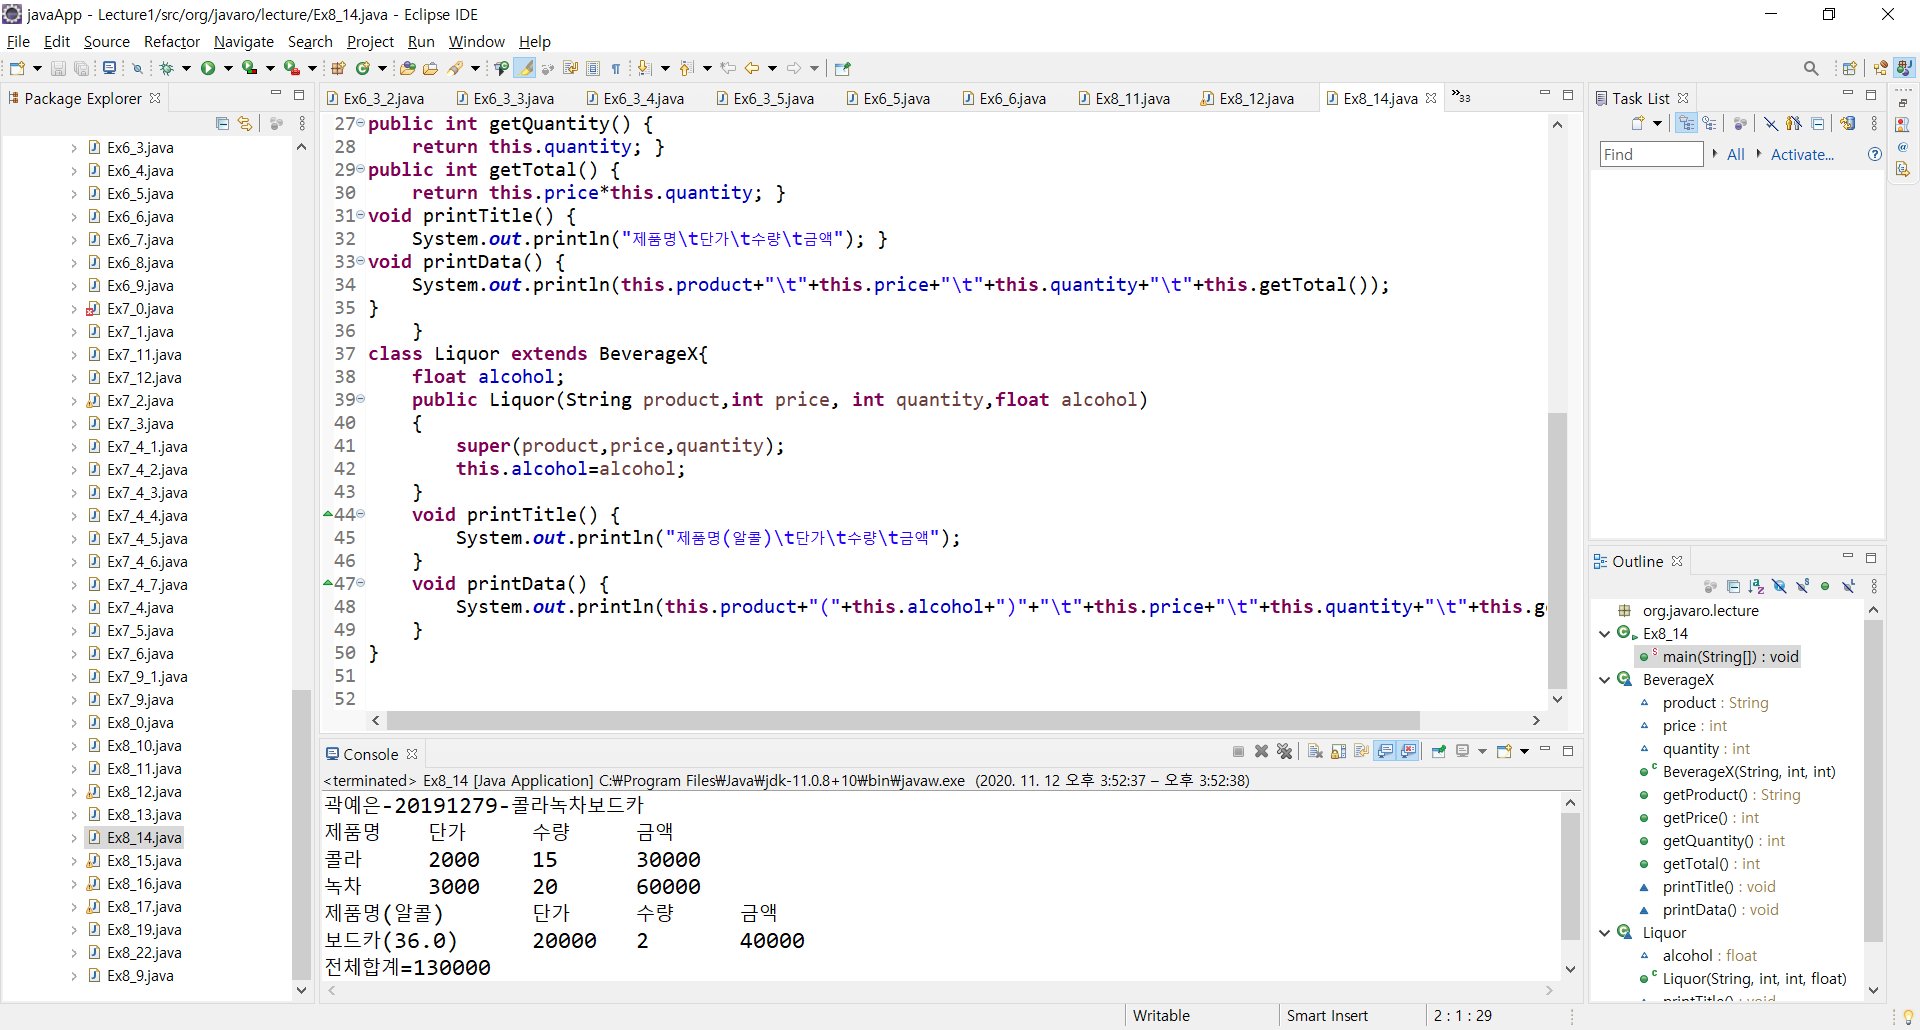 javaApp - Lecture1/src/org/javaro/lecture/Ex8_14.java - Eclipse IDE
File Edit Source Refactor Navigate Search Project Run Window Help
Package Explorer
Ex6_3.java
Ex6_4.java
Ex6_5.java
Ex6_6.java
Ex6_7.java
Ex6_8.java
Ex6_9.java
Ex7_0.java
Ex7_1.java
Ex7_11.java
Ex7_12.java
Ex7_2.java
Ex7_3.java
Ex7_4_1.java
Ex7_4_2.java
Ex7_4_3.java
Ex7_4_4.java
Ex7_4_5.java
Ex7_4_6.java
Ex7_4_7.java
Ex7_4.java
Ex7_5.java
Ex7_6.java
Ex7_9_1.java
Ex7_9.java
Ex8_0.java
Ex8_10.java
Ex8_11.java
Ex8_12.java
Ex8_13.java
Ex8_14.java
Ex8_15.java
Ex8_16.java
Ex8_17.java
Ex8_19.java
Ex8_22.java
Ex8_9.java
Ex6_3_2.java Ex6_3_3.java Ex6_3_4.java Ex6_3_5.java Ex6_5.java Ex6_6.java Ex8_11.java Ex8_12.java Ex8_14.java »33
27 public int getQuantity() {
28     return this.quantity; }
29 public int getTotal() {
30     return this.price*this.quantity; }
31 void printTitle() {
32     System.out.println("제품명\t단가\t수량\t금액"); }
33 void printData() {
34     System.out.println(this.product+"\t"+this.price+"\t"+this.quantity+"\t"+this.getTotal());
35 }
36     }
37 class Liquor extends BeverageX{
38     float alcohol;
39     public Liquor(String product,int price, int quantity,float alcohol)
40     {
41         super(product,price,quantity);
42         this.alcohol=alcohol;
43     }
44     void printTitle() {
45         System.out.println("제품명(알콜)\t단가\t수량\t금액");
46     }
47     void printData() {
48         System.out.println(this.product+"("+this.alcohol+")"+"\t"+this.price+"\t"+this.quantity+"\t"+this.g
49     }
50 }
51
52
Console
<terminated> Ex8_14 [Java Application] C:₩Program Files₩Java₩jdk-11.0.8+10₩bin₩javaw.exe (2020. 11. 12 오후 3:52:37 – 오후 3:52:38)
곽예은-20191279-콜라녹차보드카
제품명 단가 수량 금액
콜라 2000 15 30000
녹차 3000 20 60000
제품명(알콜) 단가 수량 금액
보드카(36.0) 20000 2 40000
전체합계=130000
Task List
Find All Activate...
Outline
org.javaro.lecture
Ex8_14
main(String[]) : void
BeverageX
product : String
price : int
quantity : int
BeverageX(String, int, int)
getProduct() : String
getPrice() : int
getQuantity() : int
getTotal() : int
printTitle() : void
printData() : void
Liquor
alcohol : float
Liquor(String, int, int, float)
printTitle() : void
Writable Smart Insert 2 : 1 : 29